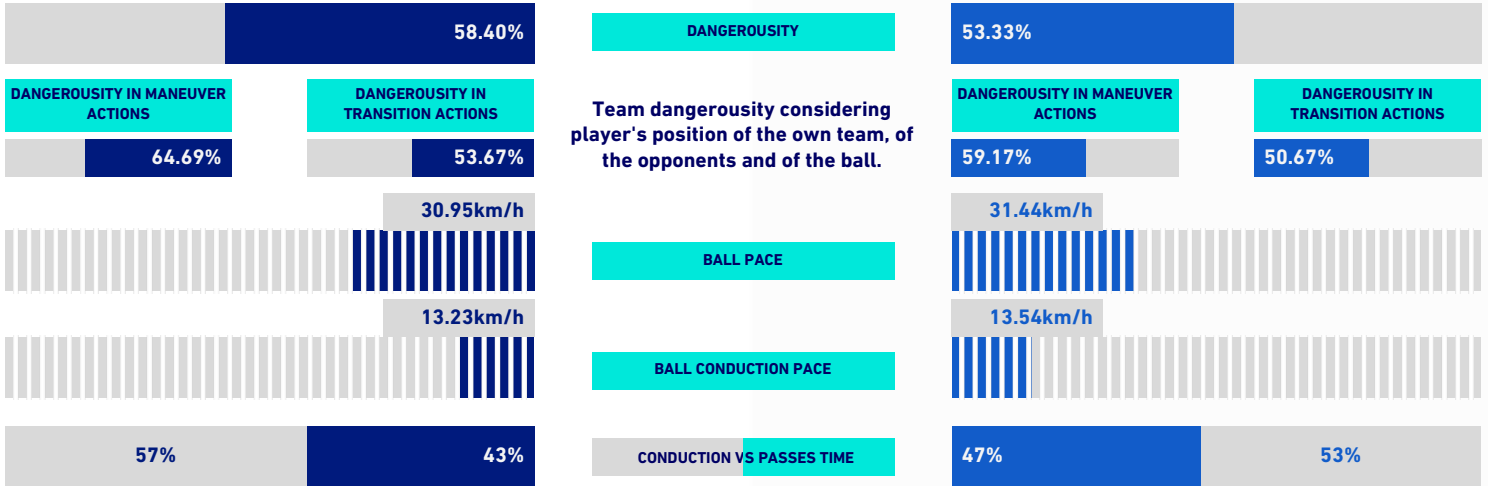 58.40%
DANGEROUSITY
53.33%
DANGEROUSITY IN MANEUVER
ACTIONS
DANGEROUSITY IN
TRANSITION ACTIONS
64.69%
53.67%
Team dangerousity considering
player's position of the own team, of
the opponents and of the ball.
DANGEROUSITY IN MANEUVER
ACTIONS
DANGEROUSITY IN
TRANSITION ACTIONS
59.17%
50.67%
30.95km/h
BALL PACE
31.44km/h
13.23km/h
BALL CONDUCTION PACE
13.54km/h
57%
43%
CONDUCTION VS PASSES TIME
47%
53%